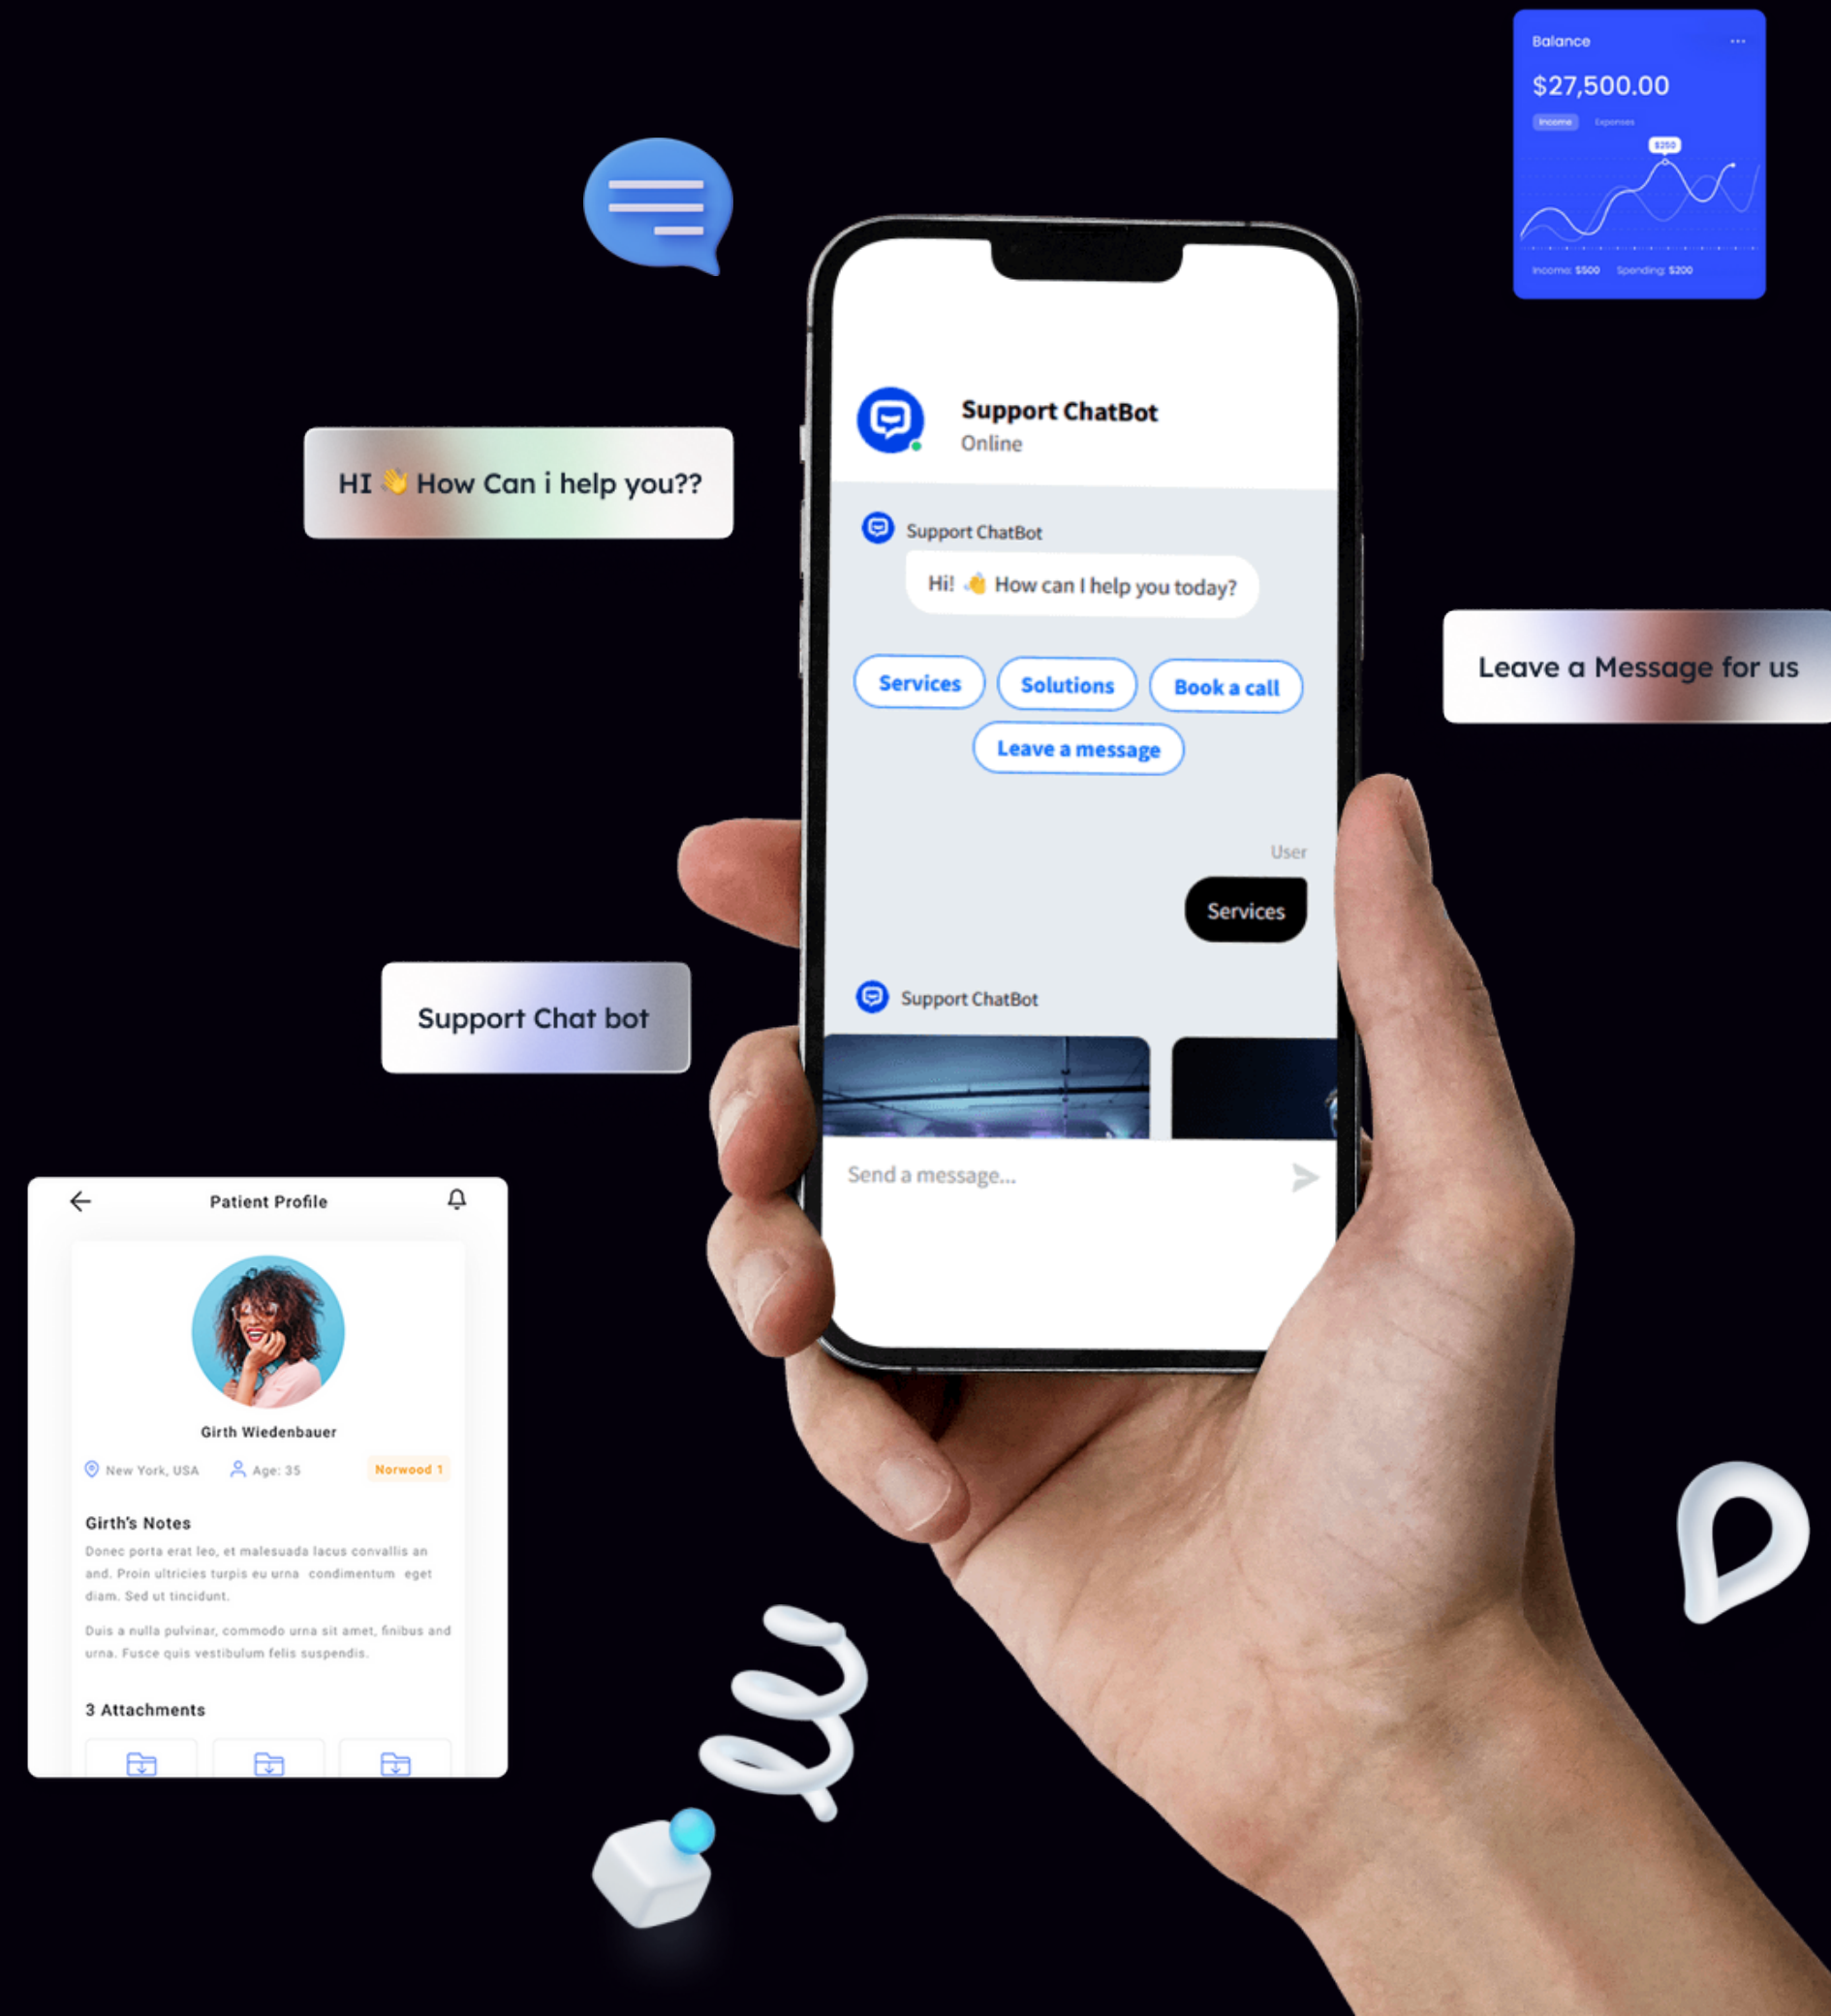 Balance
$27,500.00
Income Expenses
$250
Income: $500 Spending: $200
Support ChatBot
Online
HI 👋 How Can i help you??
Support ChatBot
Hi! 👋 How can I help you today?
Services Solutions Book a call
Leave a message
Leave a Message for us
User
Services
Support ChatBot
Support Chat bot
Send a message...
Patient Profile
Girth Wiedenbauer
New York, USA Age: 35 Norwood 1
Girth's Notes
Donec porta erat leo, et malesuada lacus convallis an
and. Proin ultricies turpis eu urna condimentum eget
diam. Sed ut tincidunt.
Duis a nulla pulvinar, commodo urna sit amet, finibus and
urna. Fusce quis vestibulum felis suspendis.
3 Attachments